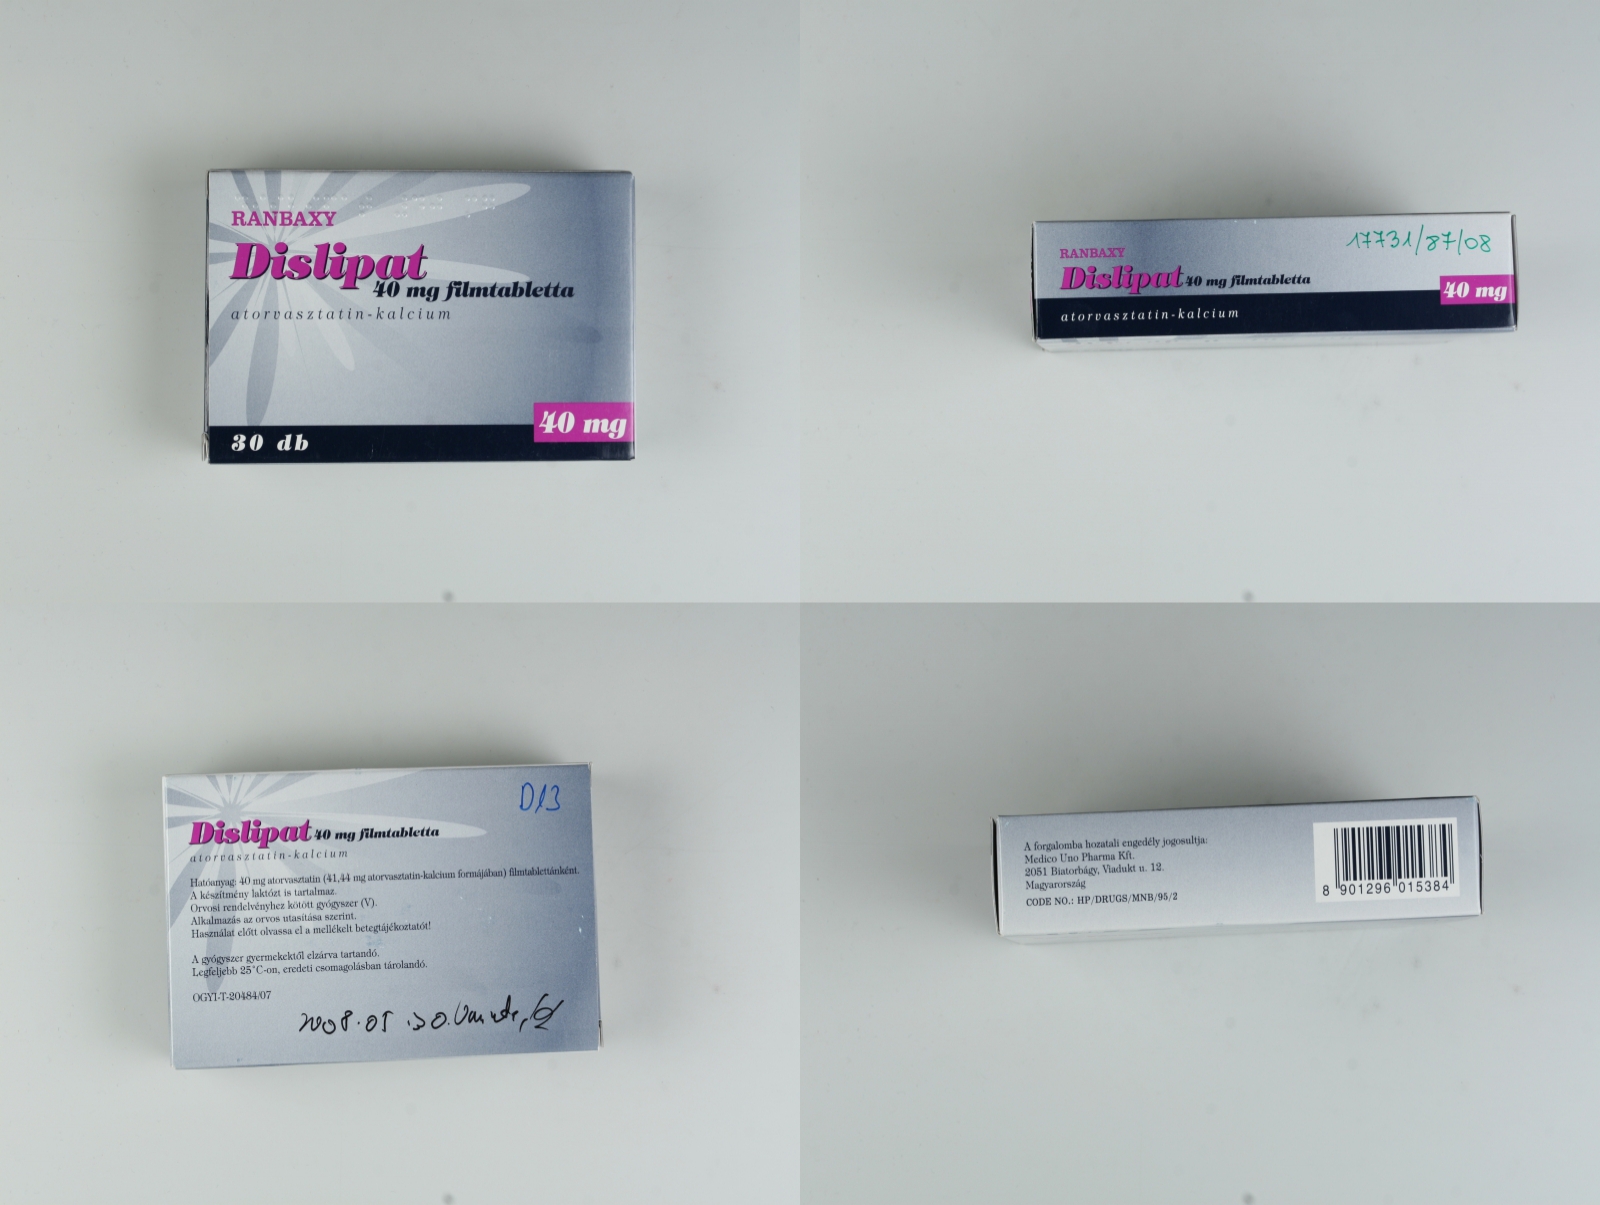 RANBAXY
Dislipat
40 mg filmtabletta
atorvasztatin-kalcium
40 mg
30 db
17731/87/08
RANBAXY
Dislipat 40 mg filmtabletta
40 mg
atorvasztatin-kalcium
D13
Dislipat 40 mg filmtabletta
atorvasztatin-kalcium
Hatóanyag: 40 mg atorvasztatin (41,44 mg atorvasztatin-kalcium formájában) filmtablettánként.
A készítmény laktózt is tartalmaz.
Orvosi rendelvényhez kötött gyógyszer (V).
Alkalmazás az orvos utasítása szerint.
Használat előtt olvassa el a mellékelt betegtájékoztatót!
A gyógyszer gyermekektől elzárva tartandó.
Legfeljebb 25°C-on, eredeti csomagolásban tárolandó.
OGYI-T-20484/07
2008.05
A forgalomba hozatali engedély jogosultja:
Medico Uno Pharma Kft.
2051 Biatorbágy, Viadukt u. 12.
Magyarország
CODE NO.: HP/DRUGS/MNB/95/2
8 901296 015384